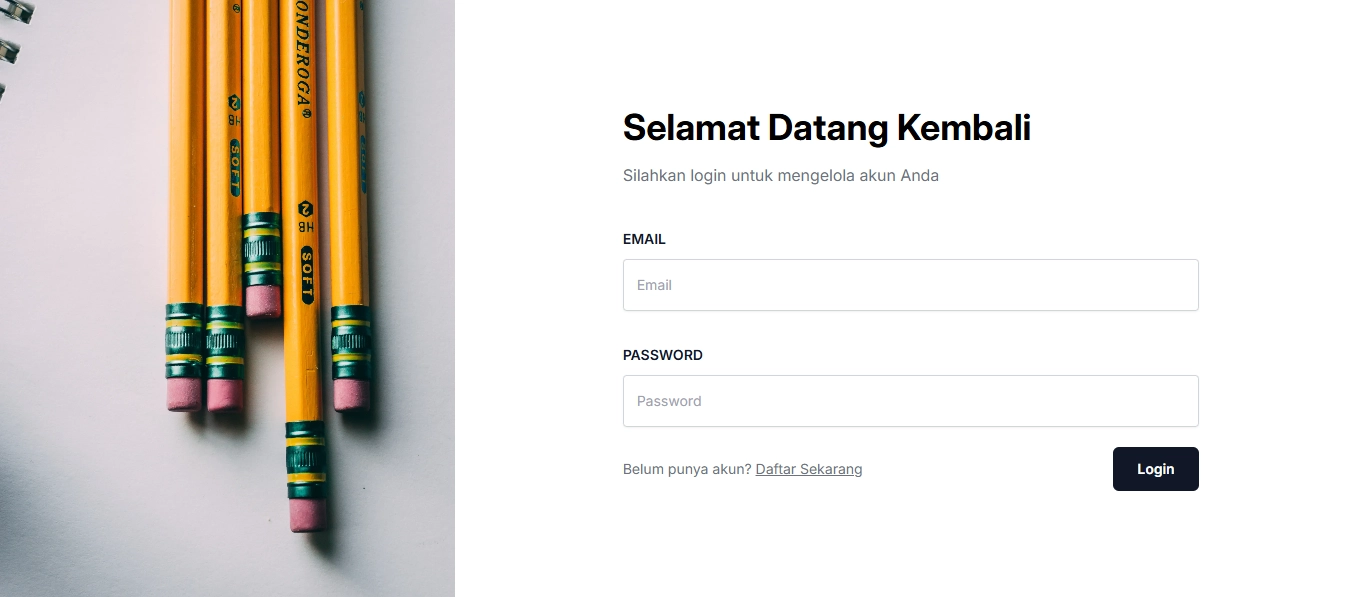 ONDEROGA®
2
HB
SOFT
2
HB
SOFT
Selamat Datang Kembali
Silahkan login untuk mengelola akun Anda
EMAIL
Email
PASSWORD
Password
Belum punya akun? Daftar Sekarang
Login